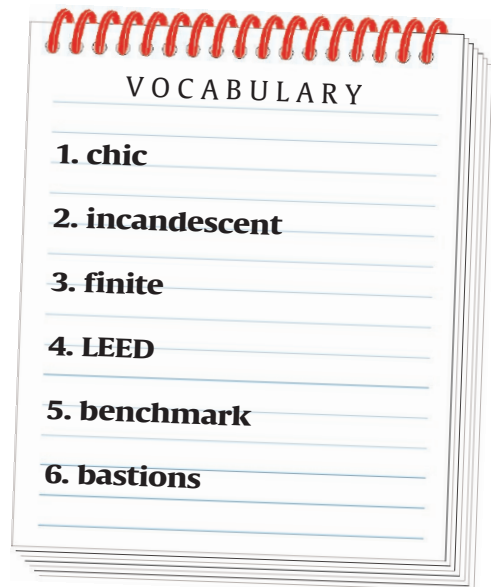 VOCABULARY
1. chic
2. incandescent
3. finite
4. LEED
5. benchmark
6. bastions